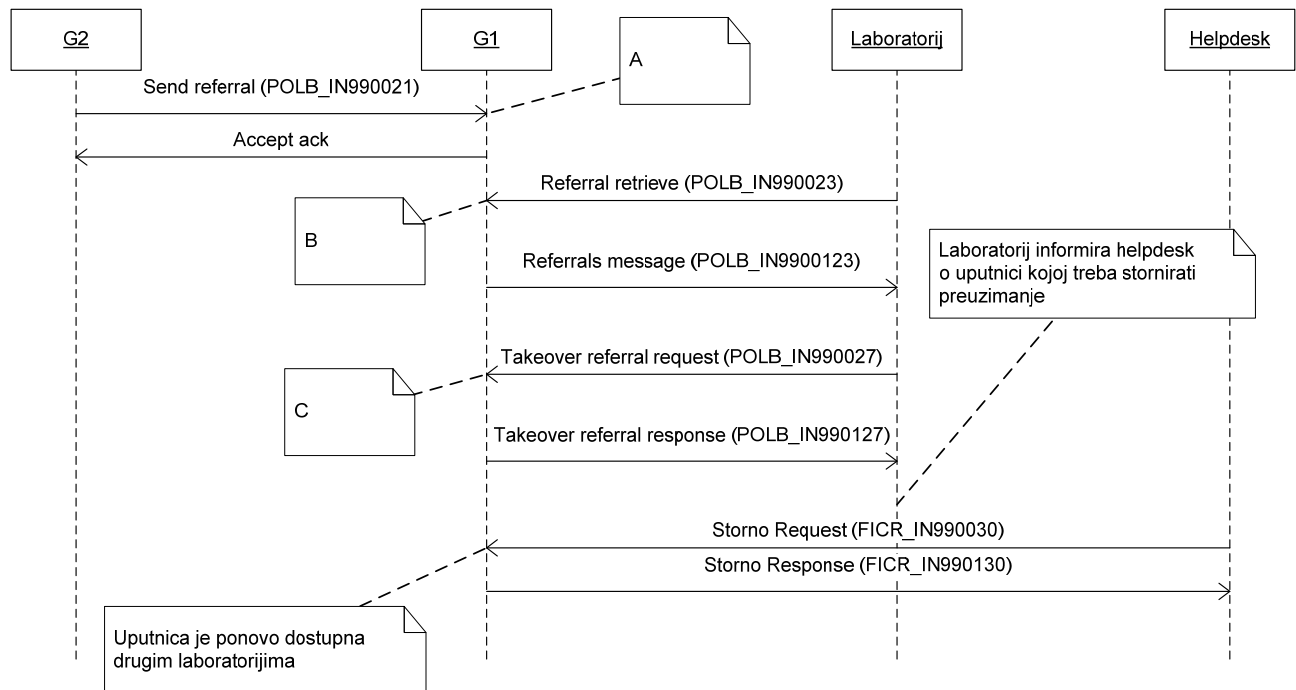 G2
G1
Laboratorij
Helpdesk
A
Send referral (POLB_IN990021)
Accept ack
Referral retrieve (POLB_IN990023)
B
Laboratorij informira helpdesk
o uputnici kojoj treba stornirati
preuzimanje
Referrals message (POLB_IN9900123)
Takeover referral request (POLB_IN990027)
C
Takeover referral response (POLB_IN990127)
Storno Request (FICR_IN990030)
Storno Response (FICR_IN990130)
Uputnica je ponovo dostupna
drugim laboratorijima